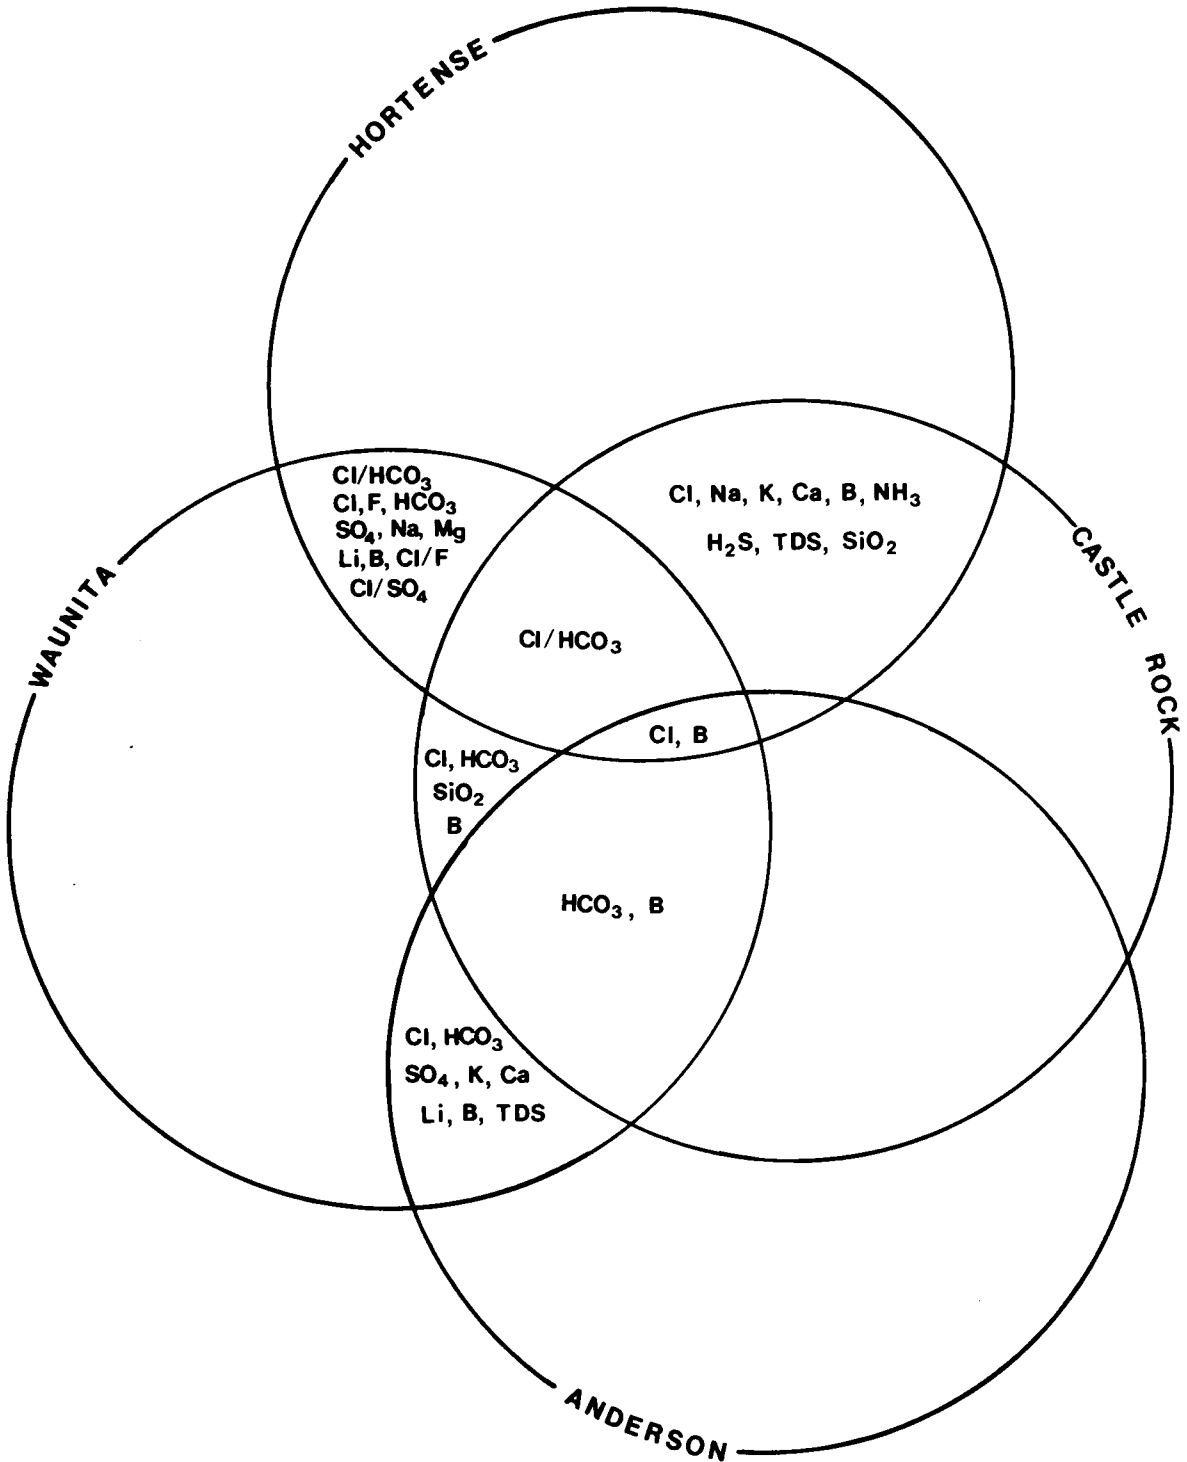 HORTENSE
Cl/HCO₃
Cl, F, HCO₃
SO₄, Na, Mg
Li, B, Cl/F
Cl/SO₄
Cl, Na, K, Ca, B, NH₃
H₂S, TDS, SiO₂
CASTLE ROCK
WAUNITA
Cl/HCO₃
Cl, B
Cl, HCO₃
SiO₂
B
HCO₃, B
Cl, HCO₃
SO₄, K, Ca
Li, B, TDS
ANDERSON